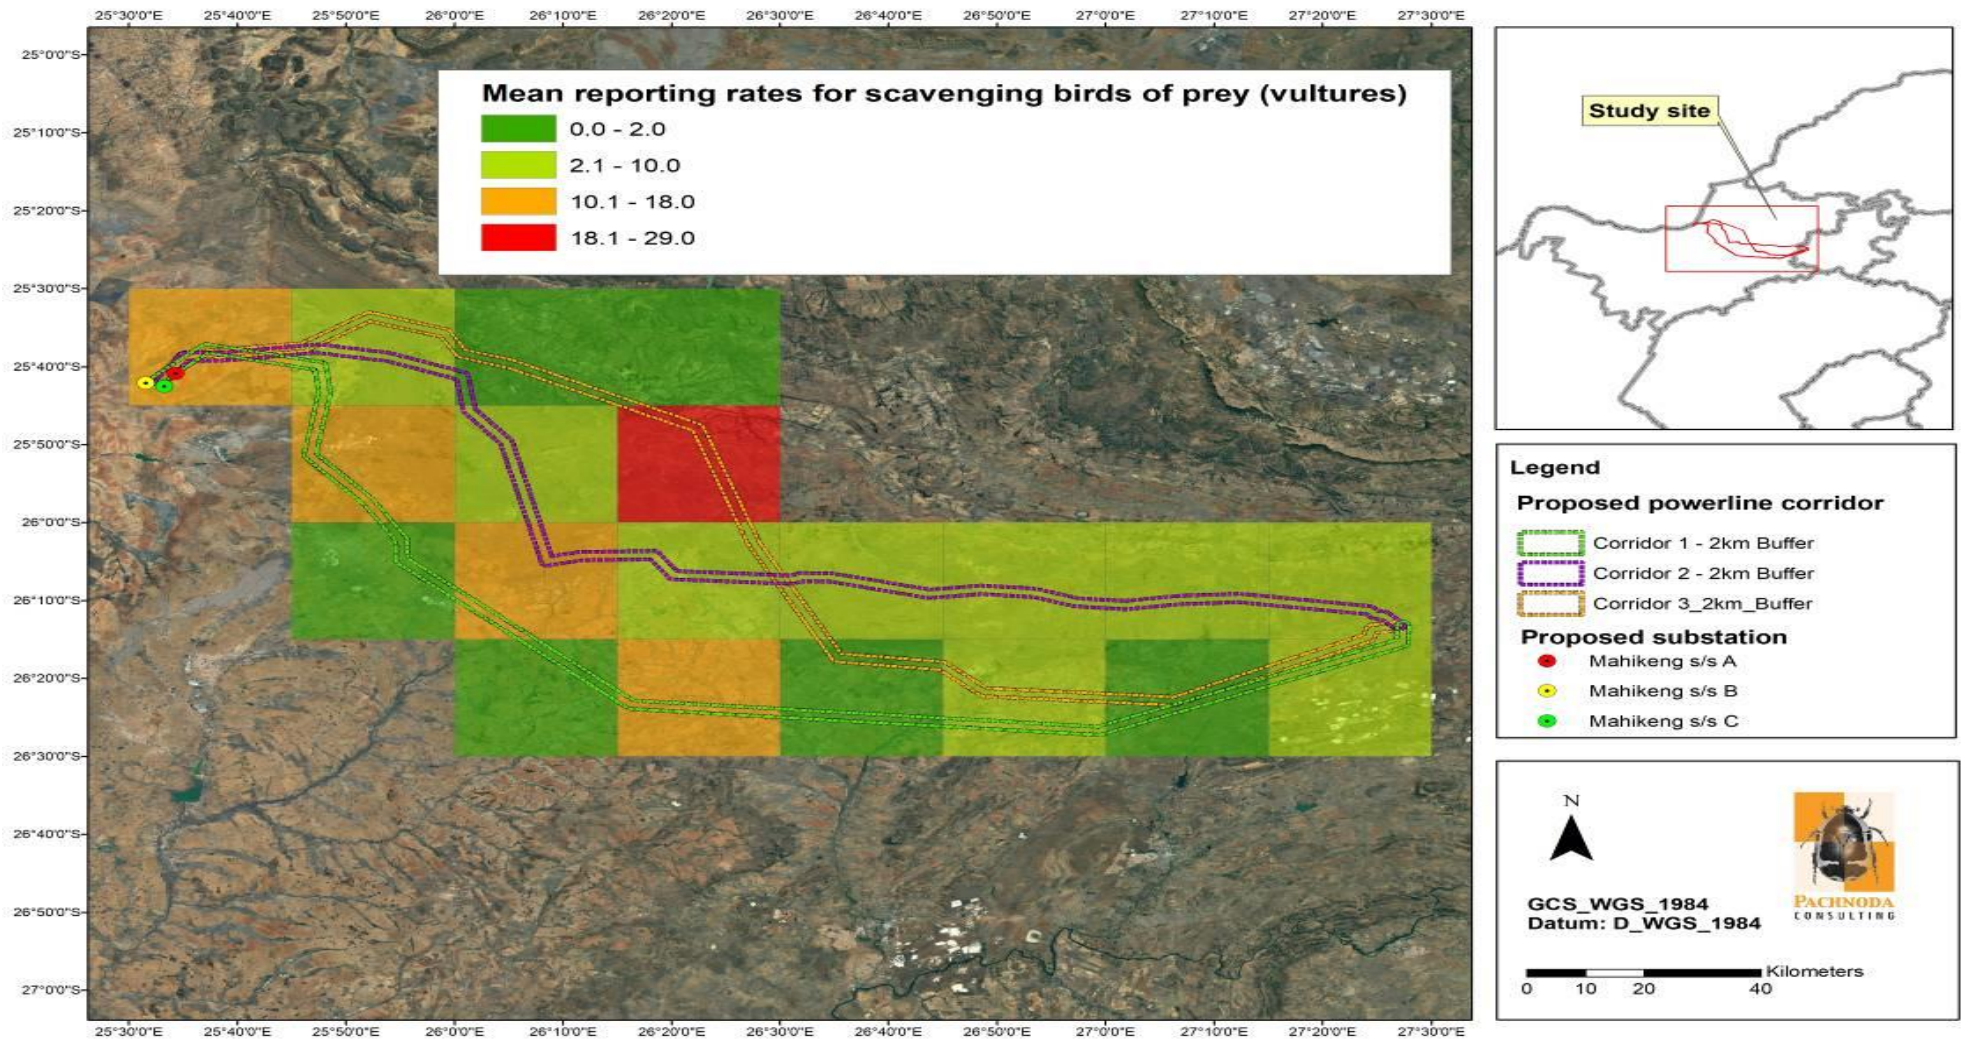 25°30'0"E 25°40'0"E 25°50'0"E 26°0'0"E 26°10'0"E 26°20'0"E 26°30'0"E 26°40'0"E 26°50'0"E 27°0'0"E 27°10'0"E 27°20'0"E 27°30'0"E
25°0'0"S
25°10'0"S
25°20'0"S
25°30'0"S
25°40'0"S
25°50'0"S
26°0'0"S
26°10'0"S
26°20'0"S
26°30'0"S
26°40'0"S
26°50'0"S
27°0'0"S
Mean reporting rates for scavenging birds of prey (vultures)
0.0 - 2.0
2.1 - 10.0
10.1 - 18.0
18.1 - 29.0
25°30'0"E 25°40'0"E 25°50'0"E 26°0'0"E 26°10'0"E 26°20'0"E 26°30'0"E 26°40'0"E 26°50'0"E 27°0'0"E 27°10'0"E 27°20'0"E 27°30'0"E
Study site
Legend
Proposed powerline corridor
Corridor 1 - 2km Buffer
Corridor 2 - 2km Buffer
Corridor 3_2km_Buffer
Proposed substation
Mahikeng s/s A
Mahikeng s/s B
Mahikeng s/s C
N
PACHNODA
CONSULTING
GCS_WGS_1984
Datum: D_WGS_1984
Kilometers
0 10 20 40